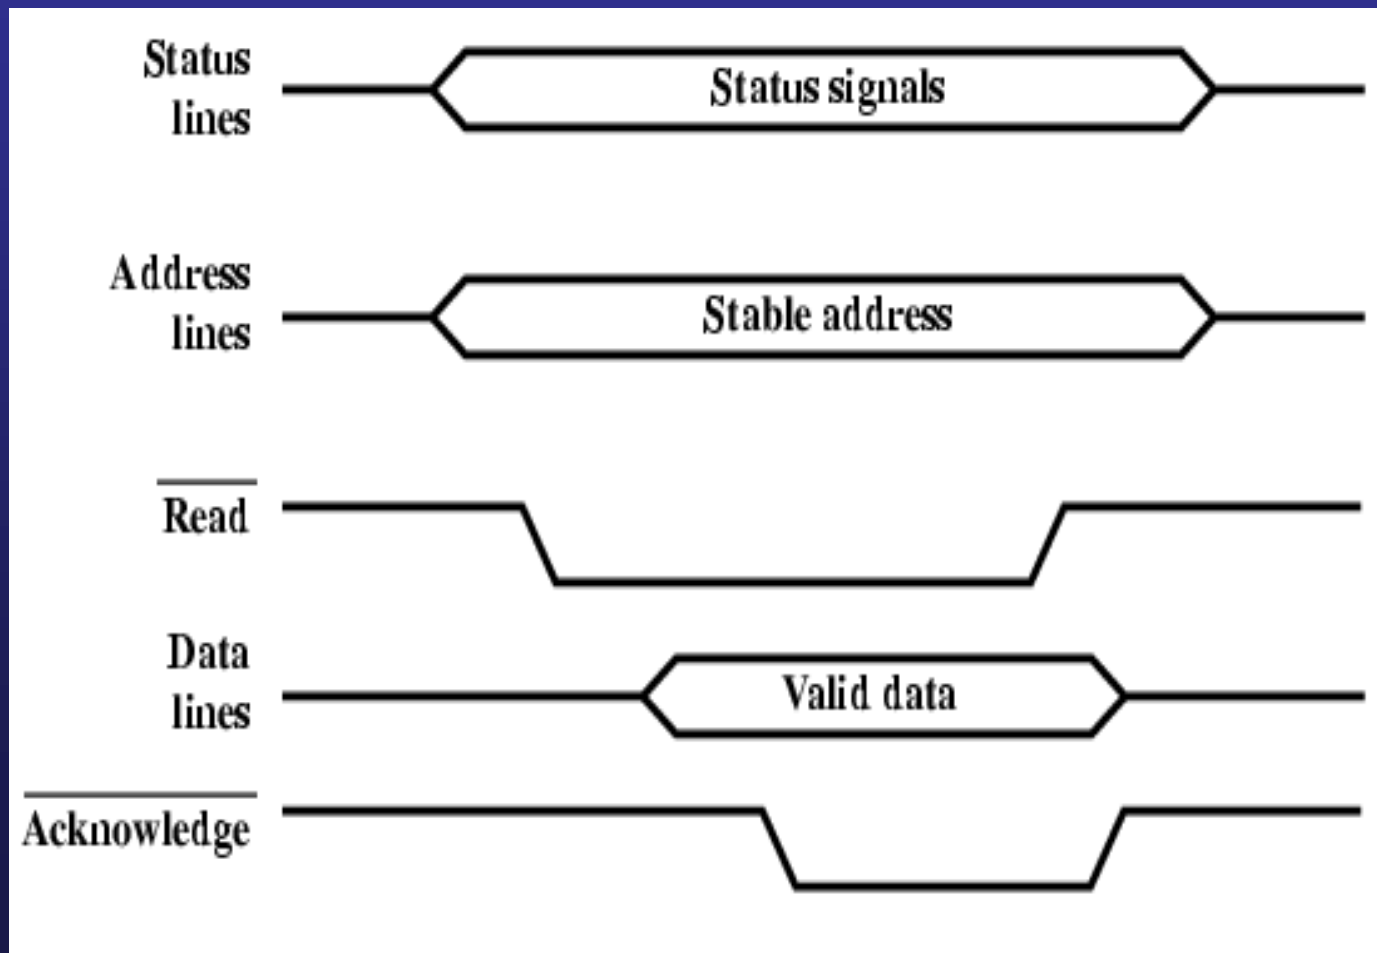 Status
lines
Status signals
Address
lines
Stable address
Read
Data
lines
Valid data
Acknowledge